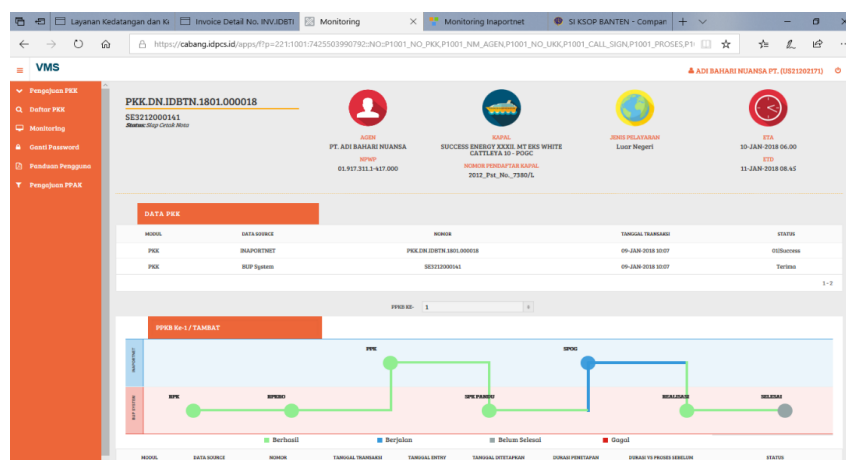 Layanan Kedatangan dan Ke
Invoice Detail No. INV.IDBTI
Monitoring
Monitoring Inaportnet
SI KSOP BANTEN - Compan
https://cabang.idpcs.id/apps/f?p=221:1001:7425503990792::NO::P1001_NO_PKK,P1001_NM_AGEN,P1001_NO_UKK,P1001_CALL_SIGN,P1001_PROSES,P1
VMS
ADI BAHARI NUANSA PT. (US21202171)
Pengajuan PKK
Daftar PKK
Monitoring
Ganti Password
Panduan Pengguna
Pengajuan PPAK
PKK.DN.IDBTN.1801.000018
SE3212000141
Status: Siap Cetak Nota
AGEN
PT. ADI BAHARI NUANSA
NPWP
01.917.311.1-417.000
KAPAL
SUCCESS ENERGY XXXII. MT EKS WHITE
CATTLEYA 10 - POGC
NOMOR PENDAFTAR KAPAL
2012_Pst_No._7380/L
JENIS PELAYARAN
Luar Negeri
ETA
10-JAN-2018 06.00
ETD
11-JAN-2018 08.45
DATA PKK
MODUL DATA SOURCE NOMOR TANGGAL TRANSAKSI STATUS
PKK INAPORTNET PKK.DN.IDBTN.1801.000018 09-JAN-2018 10:07 01|Success
PKK BUP System SE3212000141 09-JAN-2018 10:07 Terima
1 - 2
PPKB KE- 1
PPKB Ke-1 / TAMBAT
INAPORTNET
PPK SPOG
BUP SYSTEM
RPK RPKRO SPK PANDU REALISASI SELESAI
Berhasil Berjalan Belum Selesai Gagal
MODUL DATA SOURCE NOMOR TANGGAL TRANSAKSI TANGGAL ENTRY TANGGAL DITETAPKAN DURASI PENETAPAN DURASI VS PROSES SEBELUM STATUS